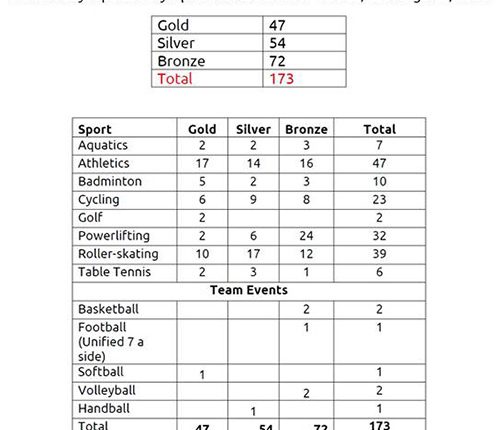 Gold 47
Silver 54
Bronze 72
Total 173
Sport Gold Silver Bronze Total
Aquatics 2 2 3 7
Athletics 17 14 16 47
Badminton 5 2 3 10
Cycling 6 9 8 23
Golf 2 2
Powerlifting 2 6 24 32
Roller-skating 10 17 12 39
Table Tennis 2 3 1 6
Team Events
Basketball 2 2
Football 1 1
(Unified 7 a
side)
Softball 1 1
Volleyball 2 2
Handball 1 1
Total 47 54 72 173